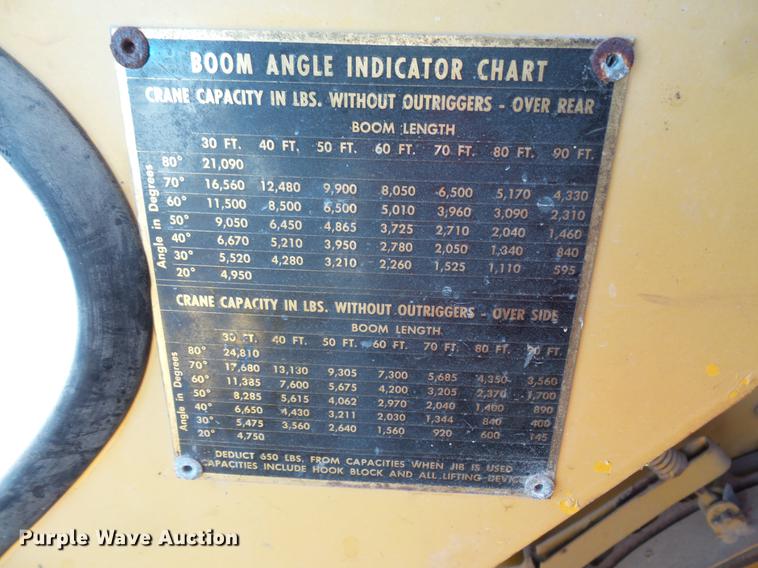 BOOM ANGLE INDICATOR CHART
CRANE CAPACITY IN LBS. WITHOUT OUTRIGGERS - OVER REAR
BOOM LENGTH
30 FT. 40 FT. 50 FT. 60 FT. 70 FT. 80 FT. 90 FT.
Angle in Degrees
80° 21,090
70° 16,560 12,480 9,900 8,050 6,500 5,170 4,330
60° 11,500 8,500 6,500 5,010 3,960 3,090 2,310
50° 9,050 6,450 4,865 3,725 2,710 2,040 1,460
40° 6,670 5,210 3,950 2,780 2,050 1,340 840
30° 5,520 4,280 3,210 2,260 1,525 1,110 595
20° 4,950
CRANE CAPACITY IN LBS. WITHOUT OUTRIGGERS - OVER SIDE
BOOM LENGTH
30 FT. 40 FT. 50 FT. 60 FT. 70 FT. 80 FT. 90 FT.
Angle in Degrees
80° 24,810
70° 17,680 13,130 9,305 7,300 5,685 4,350 3,560
60° 11,385 7,600 5,675 4,200 3,205 2,370 1,700
50° 8,285 5,615 4,062 2,970 2,040 1,400 890
40° 6,650 4,430 3,211 2,030 1,344 840 400
30° 5,475 3,560 2,640 1,560 920 600 145
20° 4,750
DEDUCT 650 LBS. FROM CAPACITIES WHEN JIB IS USED
CAPACITIES INCLUDE HOOK BLOCK AND ALL LIFTING
Purple Wave Auction